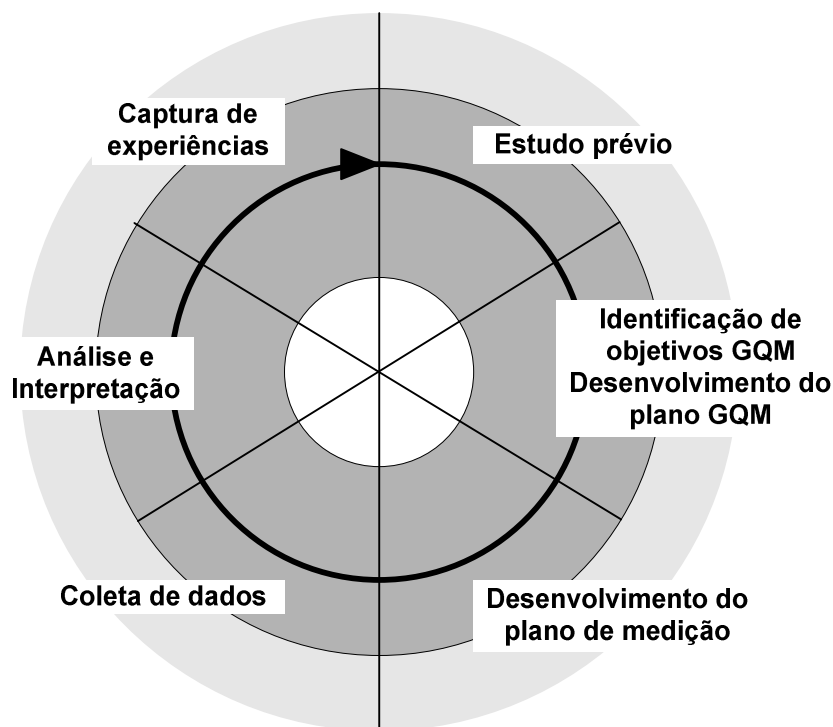 Captura de
experiências
Estudo prévio
Identificação de
objetivos GQM
Desenvolvimento do
plano GQM
Análise e
Interpretação
Coleta de dados
Desenvolvimento do
plano de medição